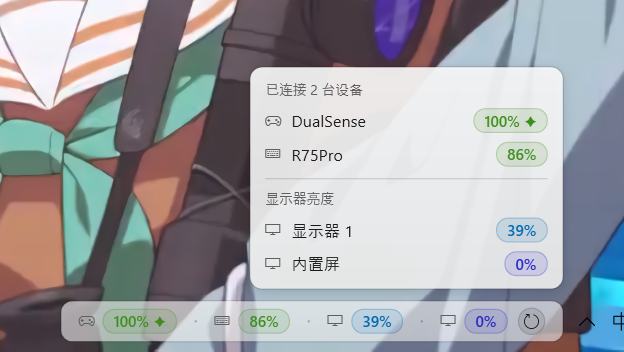 已连接 2 台设备
DualSense 100%
R75Pro 86%
显示器亮度
显示器 1 39%
内置屏 0%
100% · 86% · 39% · 0% 中